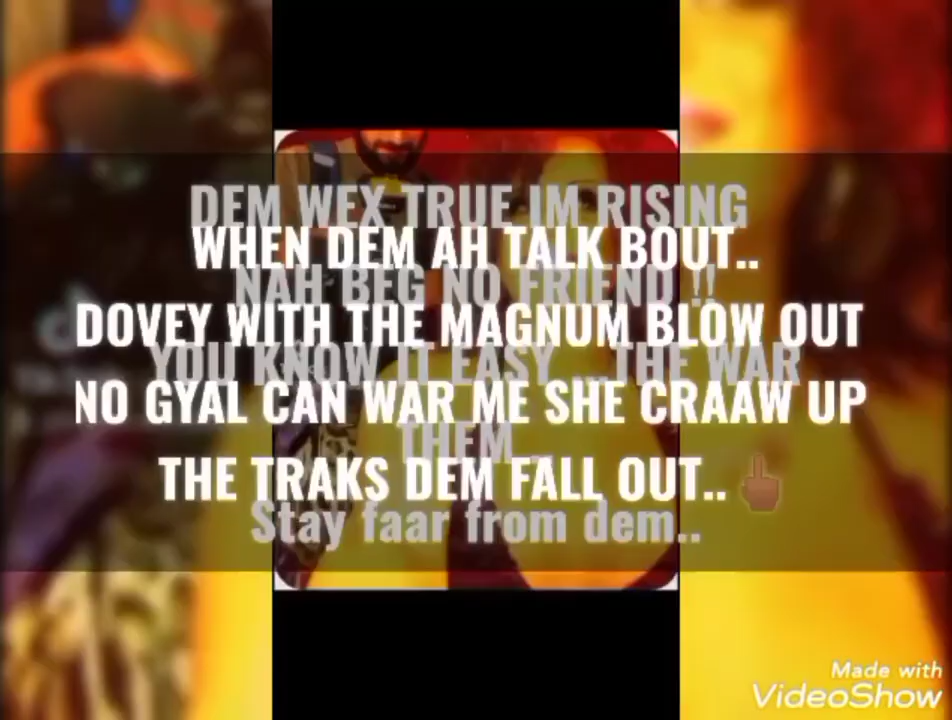 DEM WEX TRUE IM RISING
WHEN DEM AH TALK BOUT..
NAH BEG NO FRIEND !!
DOVEY WITH THE MAGNUM BLOW OUT
YOU KNOW IT EASY ...THE WAR
NO GYAL CAN WAR ME SHE CRAAW UP
THEM ..
THE TRAKS DEM FALL OUT.. 🖕🏾
Stay faar from dem..
Made with
VideoShow